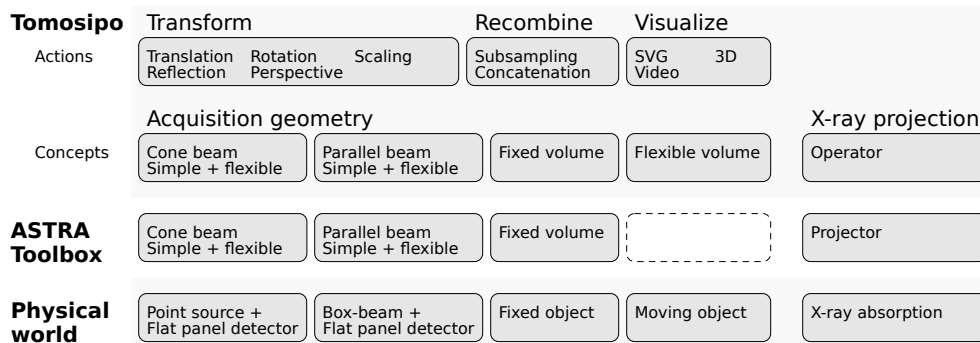 Tomosipo Transform Recombine Visualize
Actions Translation Rotation Scaling Subsampling SVG 3D
Reflection Perspective Concatenation Video
Acquisition geometry X-ray projection
Concepts Cone beam Parallel beam Fixed volume Flexible volume Operator
Simple + flexible Simple + flexible
ASTRA Cone beam Parallel beam Fixed volume Projector
Toolbox Simple + flexible Simple + flexible
Physical Point source + Box-beam + Fixed object Moving object X-ray absorption
world Flat panel detector Flat panel detector